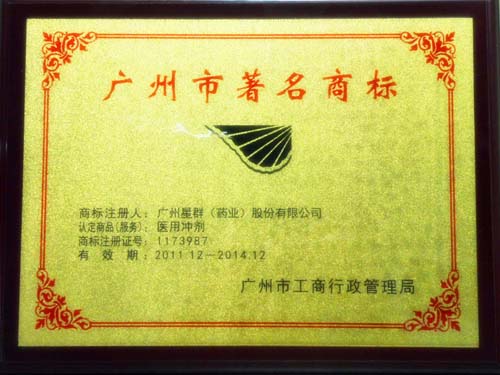 广州市著名商标
商标注册人：广州星群（药业）股份有限公司
认定商品(服务)：医用冲剂
商标注册证号：1173987
有效期：2011.12—2014.12
广州市工商行政管理局